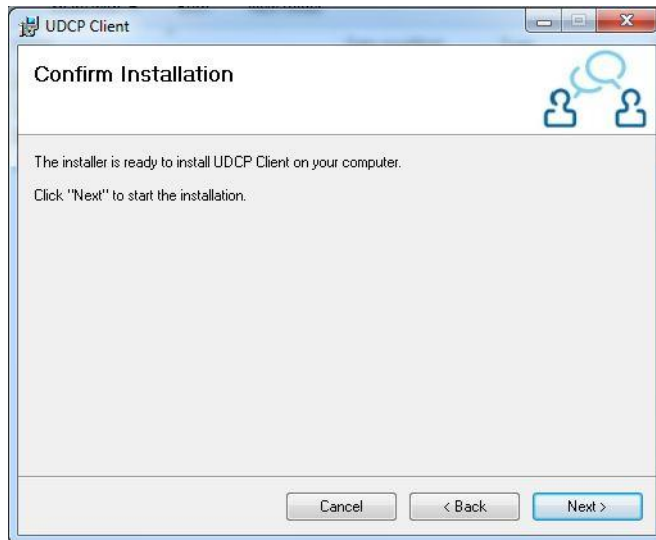 UDCP Client
Confirm Installation
The installer is ready to install UDCP Client on your computer.
Click "Next" to start the installation.
Cancel
< Back
Next >